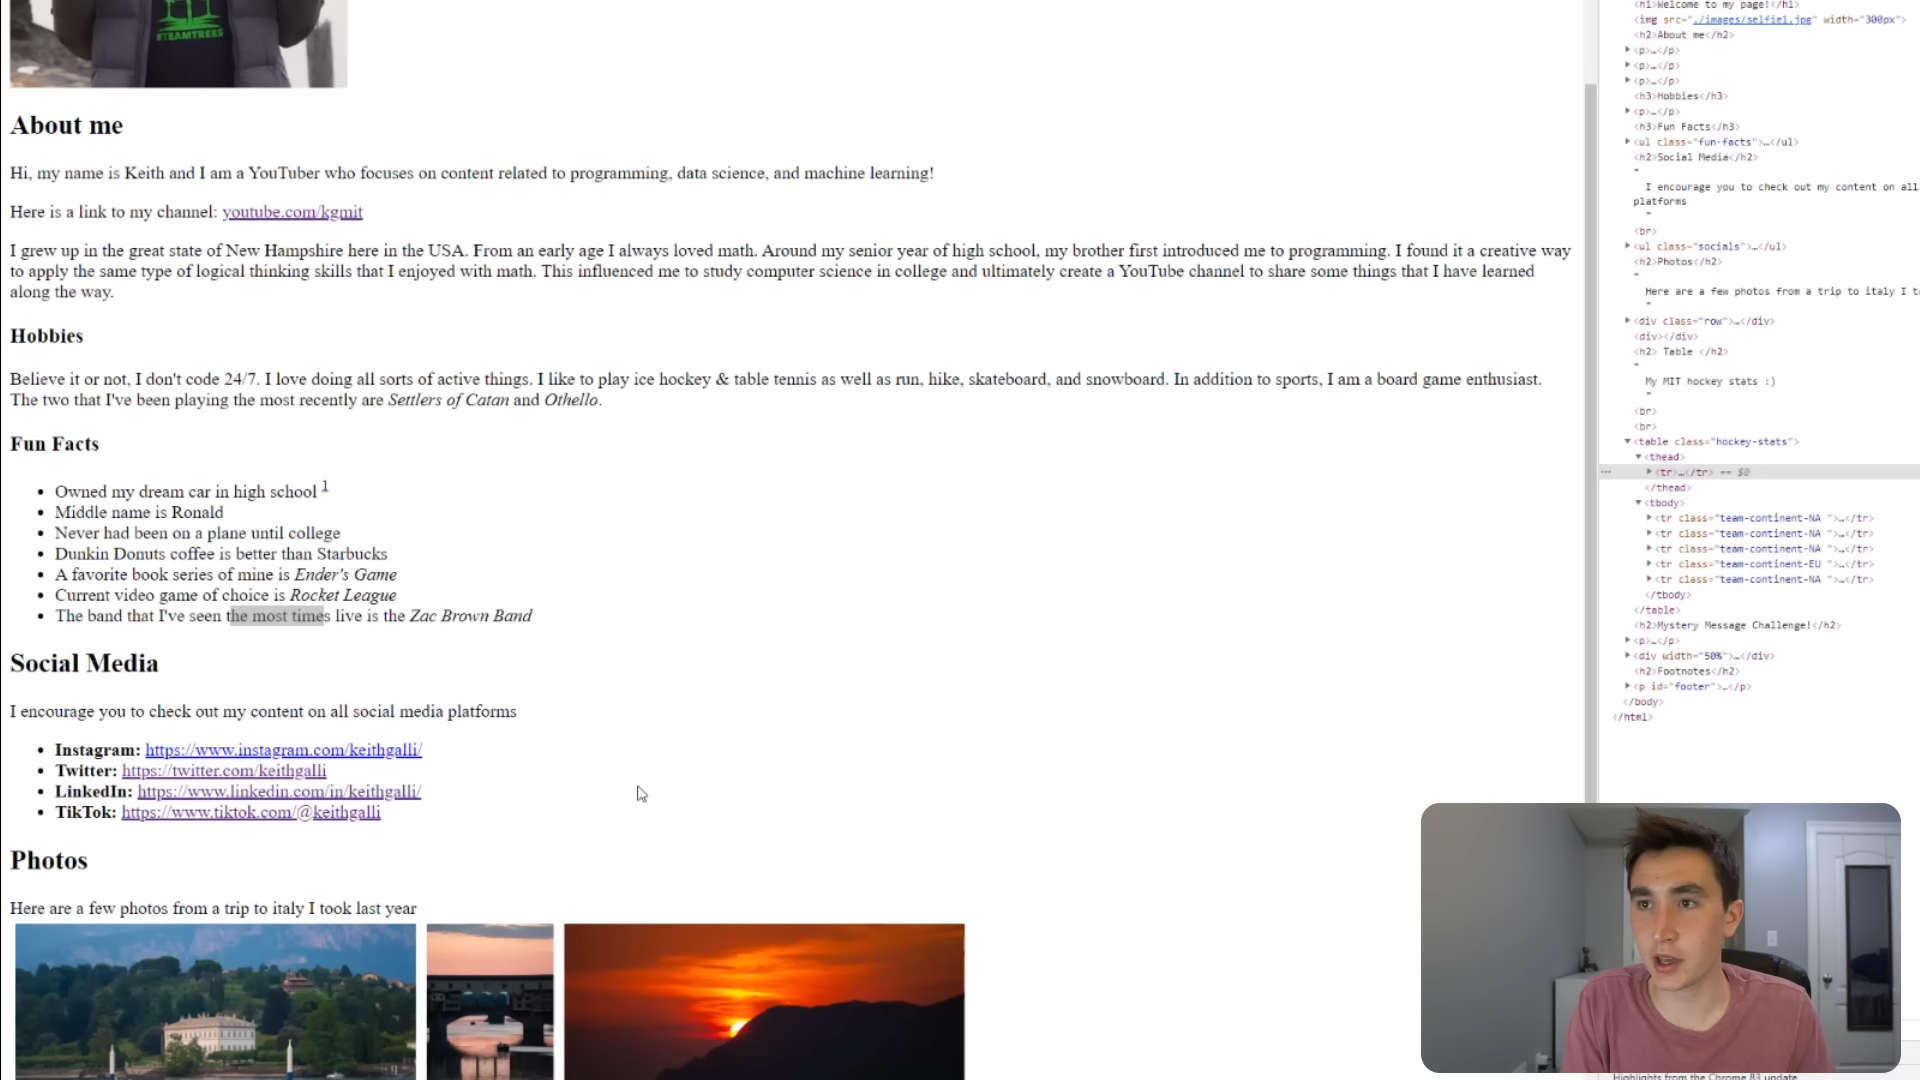 #TEAMTREES
About me
Hi, my name is Keith and I am a YouTuber who focuses on content related to programming, data science, and machine learning!
Here is a link to my channel: youtube.com/kgmit
I grew up in the great state of New Hampshire here in the USA. From an early age I always loved math. Around my senior year of high school, my brother first introduced me to programming. I found it a creative way
to apply the same type of logical thinking skills that I enjoyed with math. This influenced me to study computer science in college and ultimately create a YouTube channel to share some things that I have learned
along the way.
Hobbies
Believe it or not, I don't code 24/7. I love doing all sorts of active things. I like to play ice hockey & table tennis as well as run, hike, skateboard, and snowboard. In addition to sports, I am a board game enthusiast.
The two that I've been playing the most recently are Settlers of Catan and Othello.
Fun Facts
• Owned my dream car in high school 1
• Middle name is Ronald
• Never had been on a plane until college
• Dunkin Donuts coffee is better than Starbucks
• A favorite book series of mine is Ender's Game
• Current video game of choice is Rocket League
• The band that I've seen the most times live is the Zac Brown Band
Social Media
I encourage you to check out my content on all social media platforms
• Instagram: https://www.instagram.com/keithgalli/
• Twitter: https://twitter.com/keithgalli
• LinkedIn: https://www.linkedin.com/in/keithgalli/
• TikTok: https://www.tiktok.com/@keithgalli
Photos
Here are a few photos from a trip to italy I took last year
<h1>Welcome to my page!</h1>
<img src="./images/selfie1.jpg" width="300px">
<h2>About me</h2>
<p>…</p>
<p>…</p>
<p>…</p>
<h3>Hobbies</h3>
<p>…</p>
<h3>Fun Facts</h3>
<ul class="fun-facts">…</ul>
<h2>Social Media</h2>
"
I encourage you to check out my content on all
platforms
"
<br>
<ul class="socials">…</ul>
<h2>Photos</h2>
"
Here are a few photos from a trip to italy I t
"
<div class="row">…</div>
<div></div>
<h2> Table </h2>
"
My MIT hockey stats :)
"
<br>
<br>
<table class="hockey-stats">
<thead>
<tr>…</tr> == $0
</thead>
<tbody>
<tr class="team-continent-NA ">…</tr>
<tr class="team-continent-NA ">…</tr>
<tr class="team-continent-NA ">…</tr>
<tr class="team-continent-EU ">…</tr>
<tr class="team-continent-NA ">…</tr>
</tbody>
</table>
<h2>Mystery Message Challenge!</h2>
<p>…</p>
<div width="50%">…</div>
<h2>Footnotes</h2>
<p id="footer">…</p>
</body>
</html>
Highlights from the Chrome 83 update